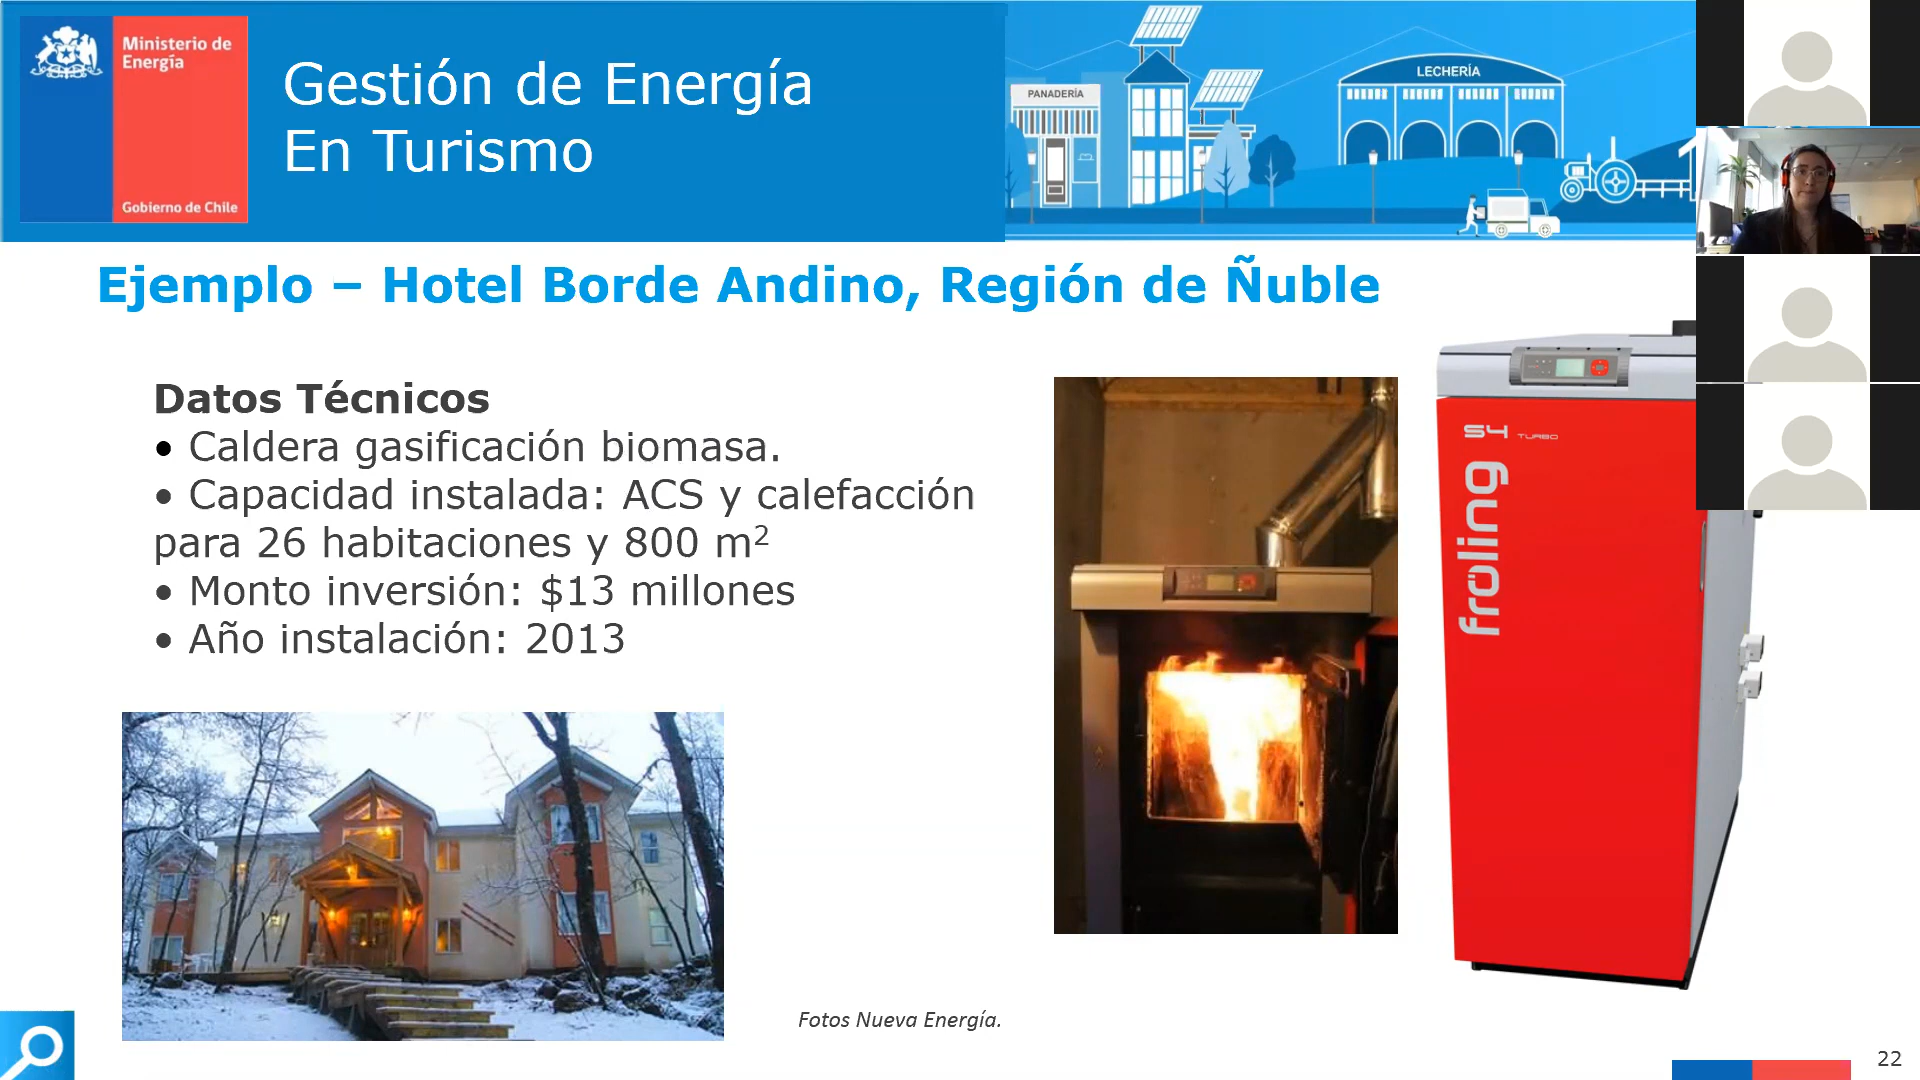 Ministerio de
Energía
Gobierno de Chile
Gestión de Energía
En Turismo
PANADERÍA
LECHERÍA
Ejemplo – Hotel Borde Andino, Región de Ñuble
Datos Técnicos
• Caldera gasificación biomasa.
• Capacidad instalada: ACS y calefacción
para 26 habitaciones y 800 m²
• Monto inversión: $13 millones
• Año instalación: 2013
S4 TURBO
fröling
Fotos Nueva Energía.
22